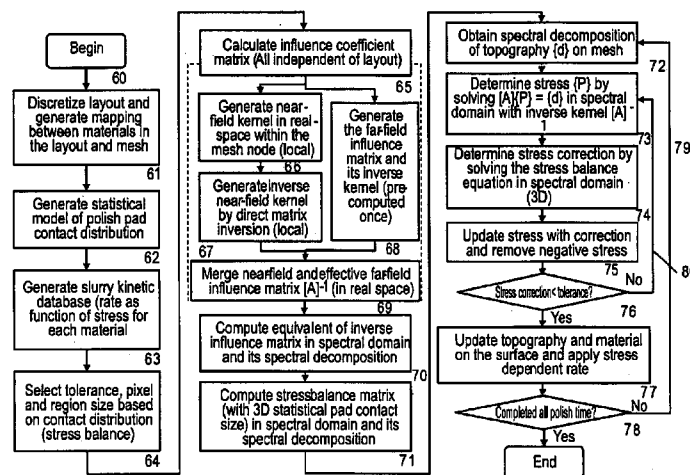 Begin
60
Discretize layout and
generate mapping
between materials in
the layout and mesh
61
Generate statistical
model of polish pad
contact distribution
62
Generate slurry kinetic
database (rate as
function of stress for
each material
63
Select tolerance, pixel
and region size based
on contact distribution
(stress balance)
64
Calculate influence coefficient
matrix (All independent of layout)
65
Generate near-
field kernel in real-
space within the
mesh node (local)
66
Generate inverse
near-field kernel
by direct matrix
inversion (local)
67
Generate
the farfield
influence matrix
and its inverse
kernel (pre-
computed once)
68
Merge nearfield and effective farfield
influence matrix [A]-1 (in real space)
69
Compute equivalent of inverse
influence matrix in spectral domain
and its spectral decomposition
70
Compute stressbalance matrix
(with 3D statistical pad contact
size) in spectral domain and its
spectral decomposition
71
Obtain spectral decomposition
of topography {d} on mesh
72
Determine stress {P} by
solving [A]{P} = {d} in spectral
domain with inverse kernel [A]-
1
73
Determine stress correction by
solving the stress balance
equation in spectral domain
(3D)
74
Update stress with correction
and remove negative stress
75
No
Stress correction< tolerance?
76
Yes
Update topography and material
on the surface and apply stress
dependent rate
77
No
Completed all polish time?
78
Yes
End
79